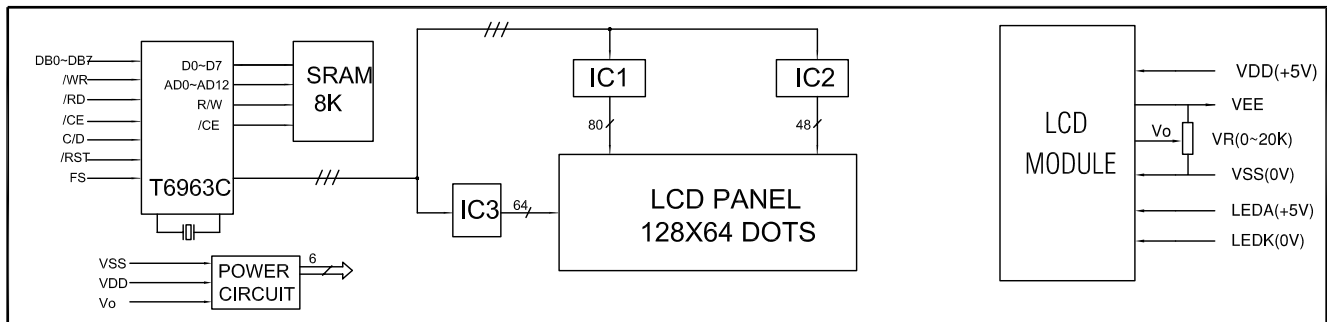 DB0~DB7
/WR
/RD
/CE
C/D
/RST
FS
D0~D7
AD0~AD12
R/W
/CE
T6963C
SRAM
8K
IC1
IC2
80
48
IC3
64
LCD PANEL
128X64 DOTS
VSS
VDD
Vo
POWER
CIRCUIT
6
LCD
MODULE
VDD(+5V)
VEE
Vo
VR(0~20K)
VSS(0V)
LEDA(+5V)
LEDK(0V)